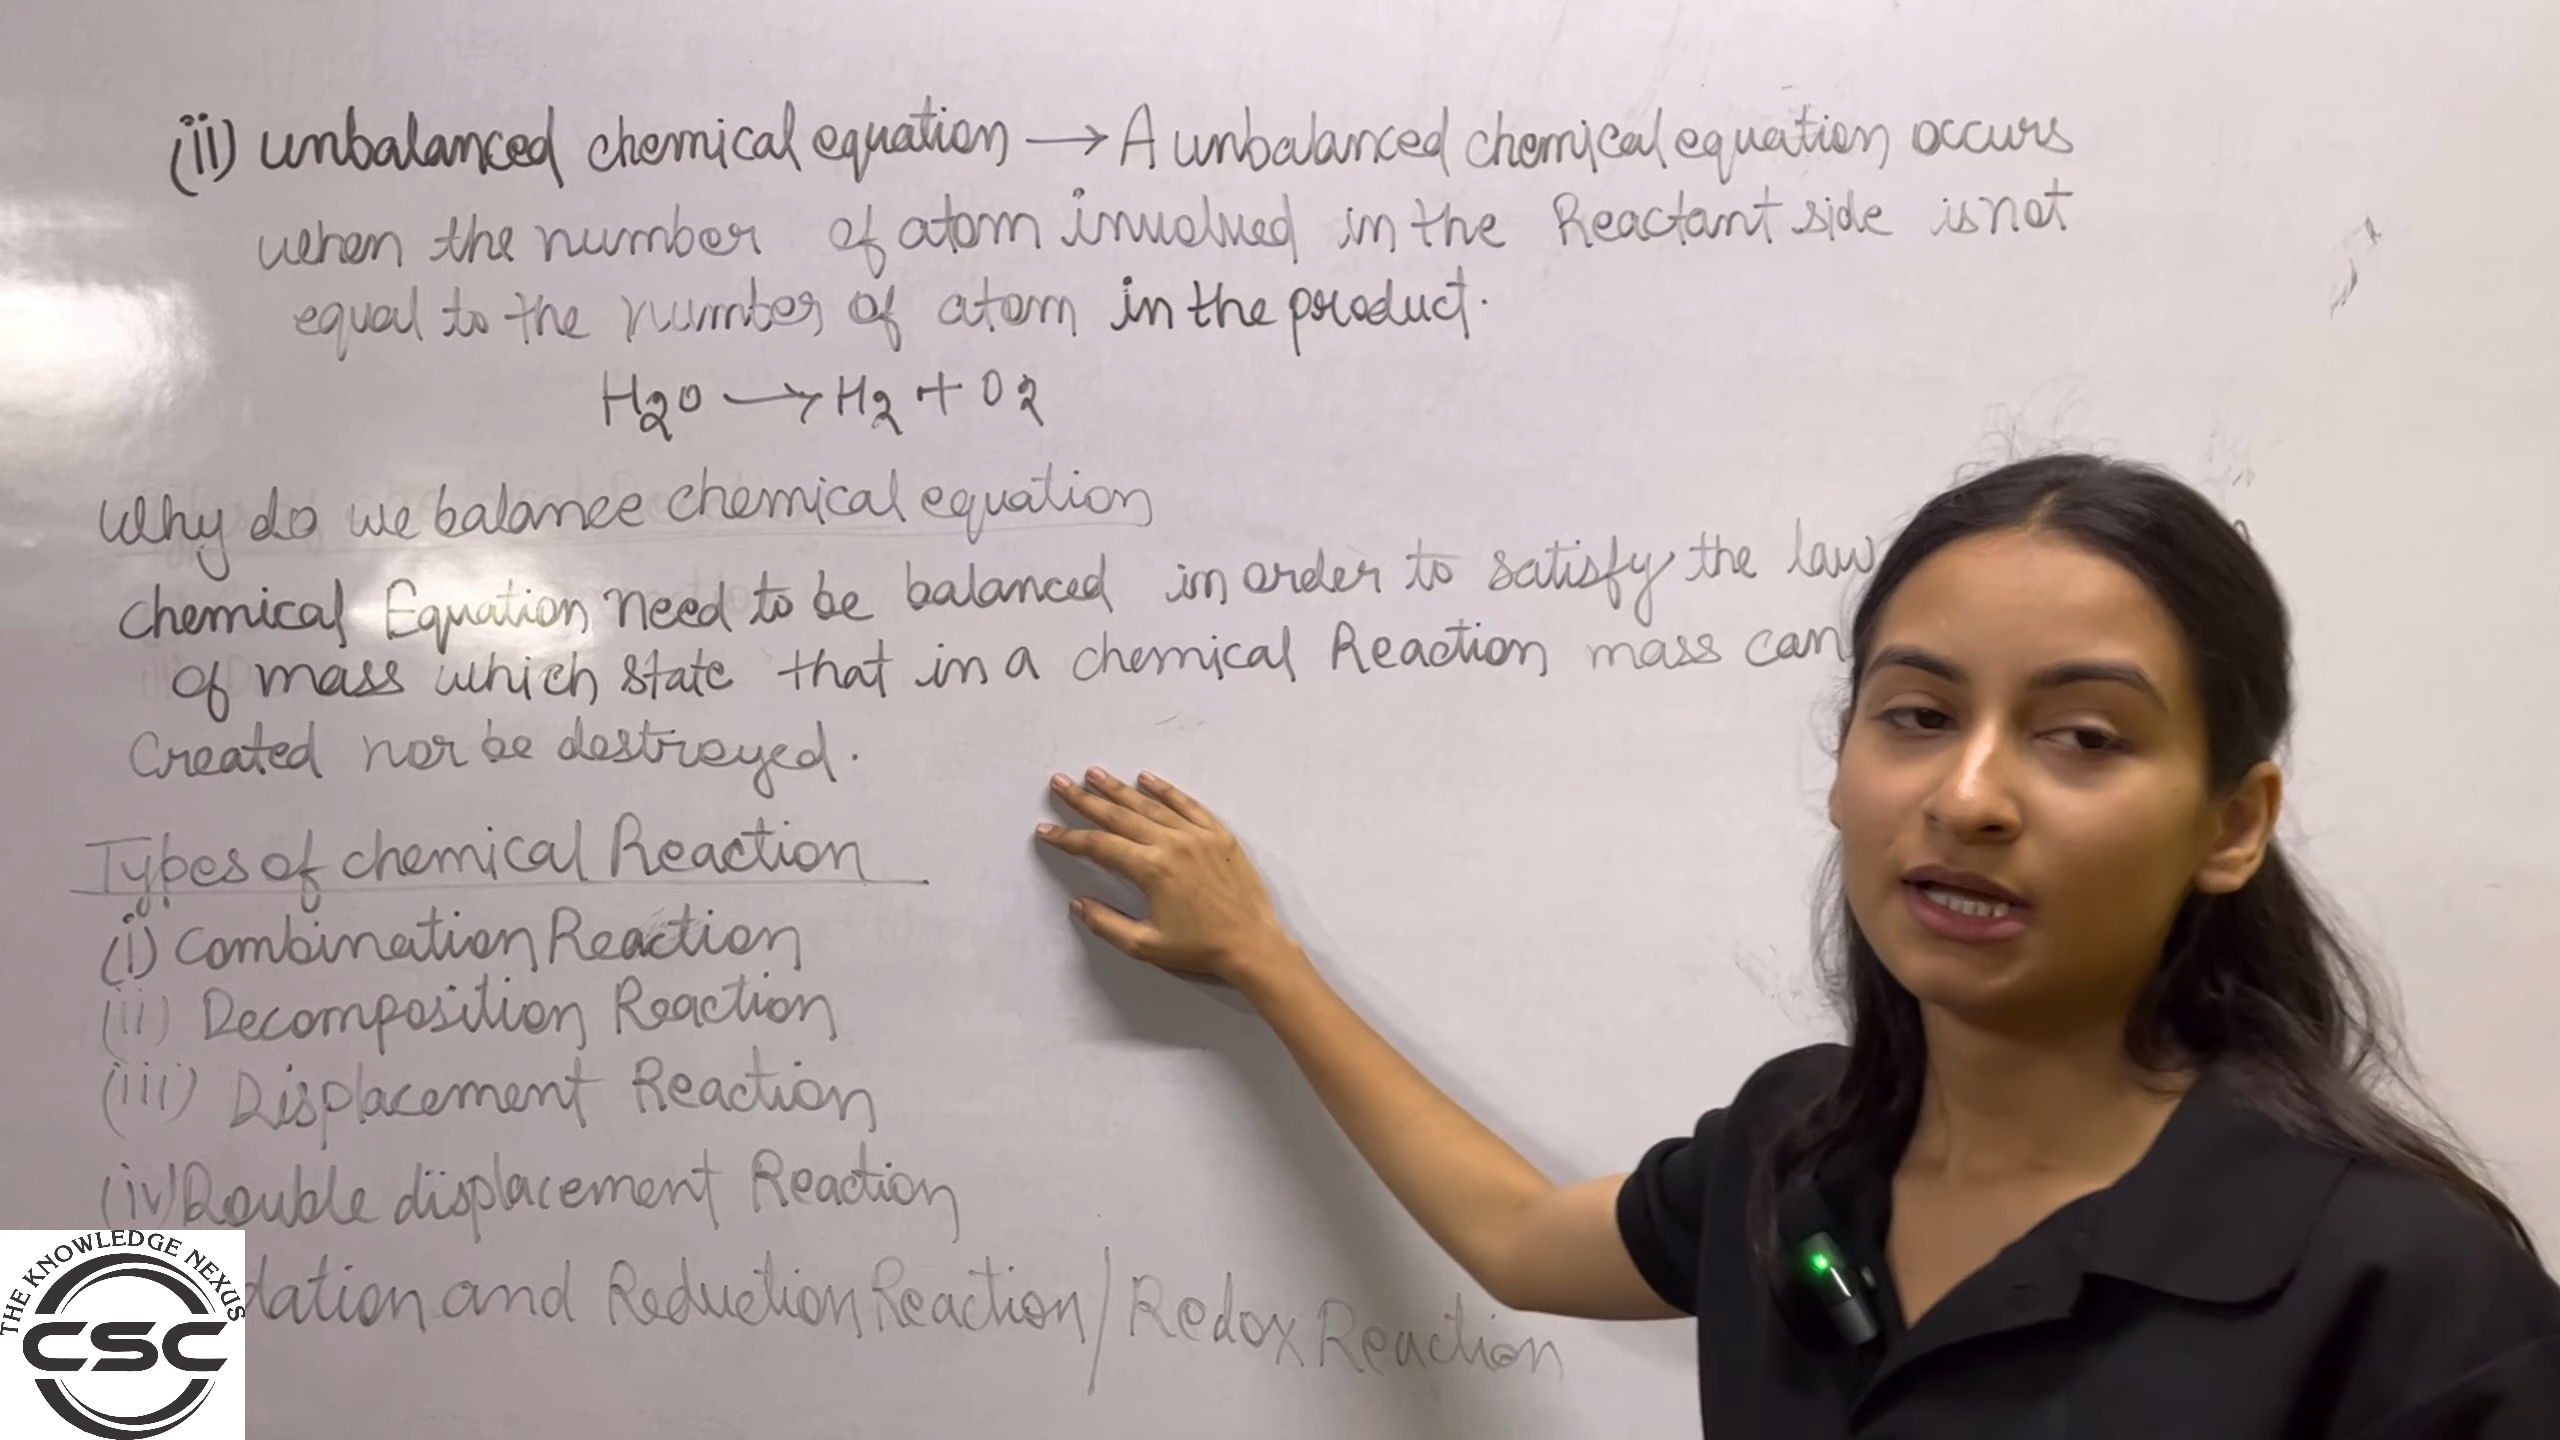 (ii) unbalanced chemical equation → A unbalanced chemical equation occurs
when the number of atom involved in the Reactant side is not
equal to the number of atom in the product.
H2O → H2 + O2
Why do we balance chemical equation
chemical Equation need to be balanced in order to satisfy the law
of mass which state that in a chemical Reaction mass can
Created nor be destroyed.
Types of chemical Reaction
(i) Combination Reaction
(ii) Decomposition Reaction
(iii) Displacement Reaction
(iv) Double displacement Reaction
dation and Reduction Reaction / Redox Reaction
THE KNOWLEDGE NEXUS
CSC